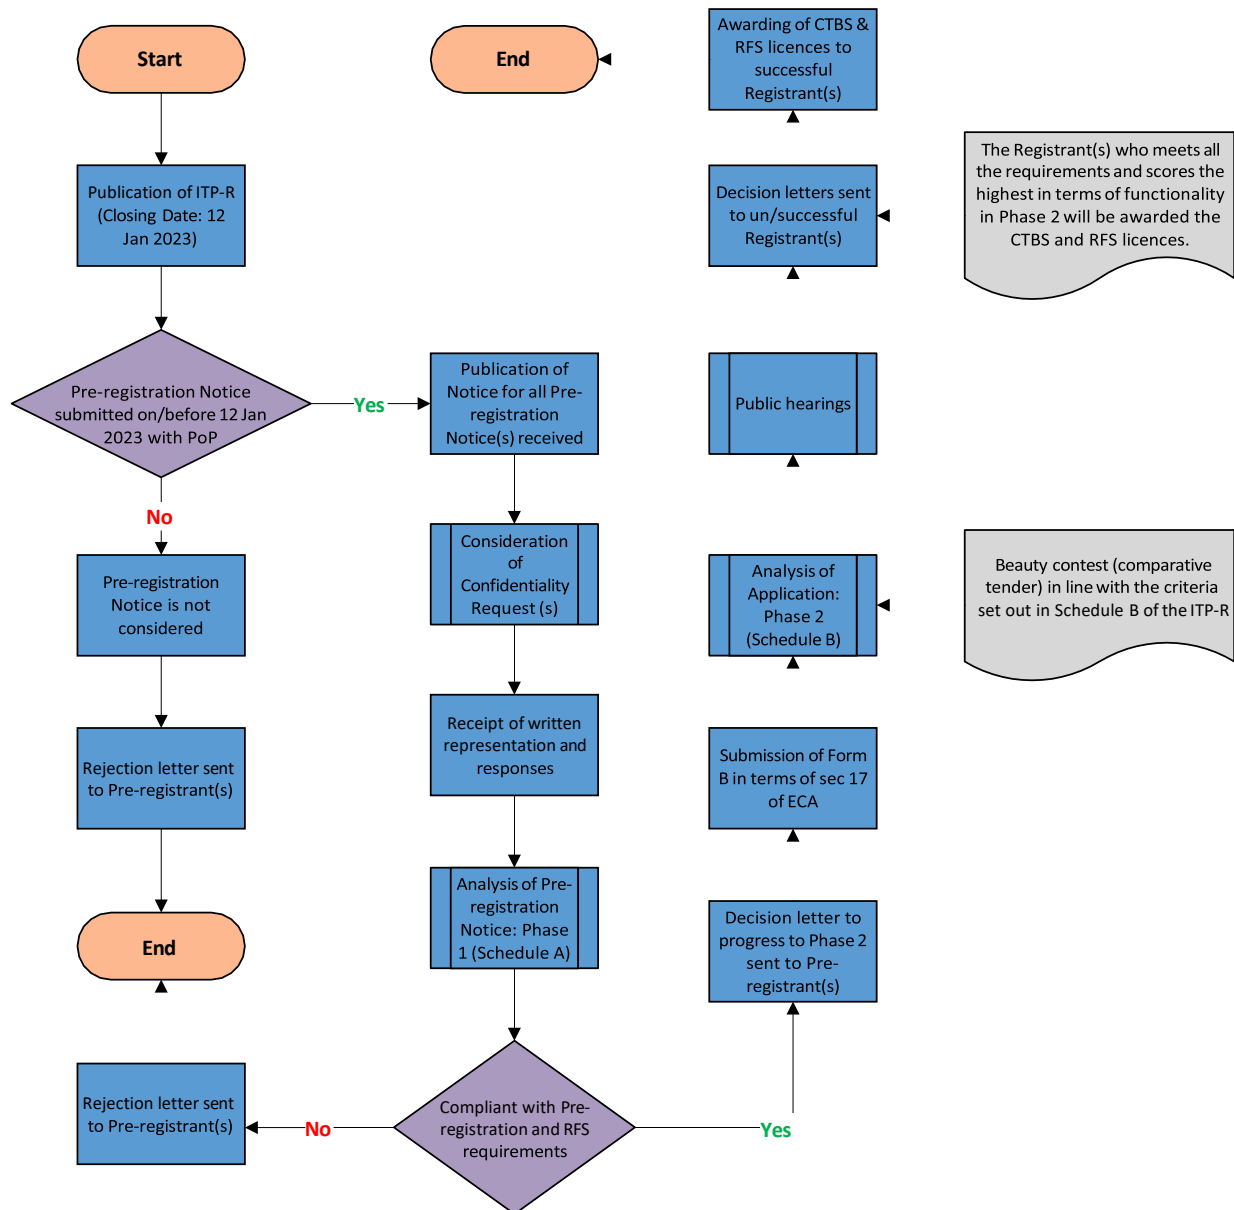 Start
Publication of ITP-R
(Closing Date: 12
Jan 2023)
Pre-registration Notice
submitted on/before 12 Jan
2023 with PoP
No
Pre-registration
Notice is not
considered
Rejection letter sent
to Pre-registrant(s)
End
Rejection letter sent
to Pre-registrant(s)
Yes
End
Publication of
Notice for all Pre-
registration
Notice(s) received
Consideration
of
Confidentiality
Request (s)
Receipt of written
representation and
responses
Analysis of Pre-
registration
Notice: Phase
1 (Schedule A)
Compliant with Pre-
registration and RFS
requirements
No
Yes
Awarding of CTBS &
RFS licences to
successful
Registrant(s)
Decision letters sent
to un/successful
Registrant(s)
Public hearings
Analysis of
Application:
Phase 2
(Schedule B)
Submission of Form
B in terms of sec 17
of ECA
Decision letter to
progress to Phase 2
sent to Pre-
registrant(s)
The Registrant(s) who meets all
the requirements and scores the
highest in terms of functionality
in Phase 2 will be awarded the
CTBS and RFS licences.
Beauty contest (comparative
tender) in line with the criteria
set out in Schedule B of the ITP-R